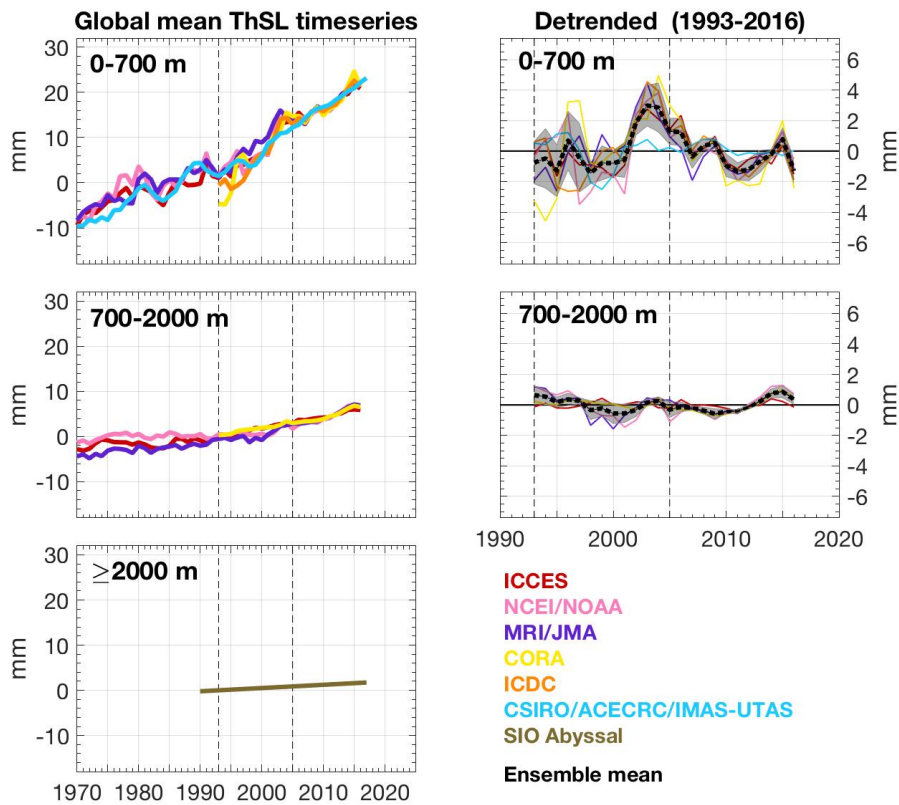 Global mean ThSL timeseries
0-700 m
30
20
10
0
-10
mm
700-2000 m
30
20
10
0
-10
mm
≥2000 m
30
20
10
0
-10
mm
1970 1980 1990 2000 2010 2020
Detrended (1993-2016)
0-700 m
6
4
2
0
-2
-4
-6
mm
700-2000 m
6
4
2
0
-2
-4
-6
mm
1990 2000 2010 2020
ICCES
NCEI/NOAA
MRI/JMA
CORA
ICDC
CSIRO/ACECRC/IMAS-UTAS
SIO Abyssal
Ensemble mean